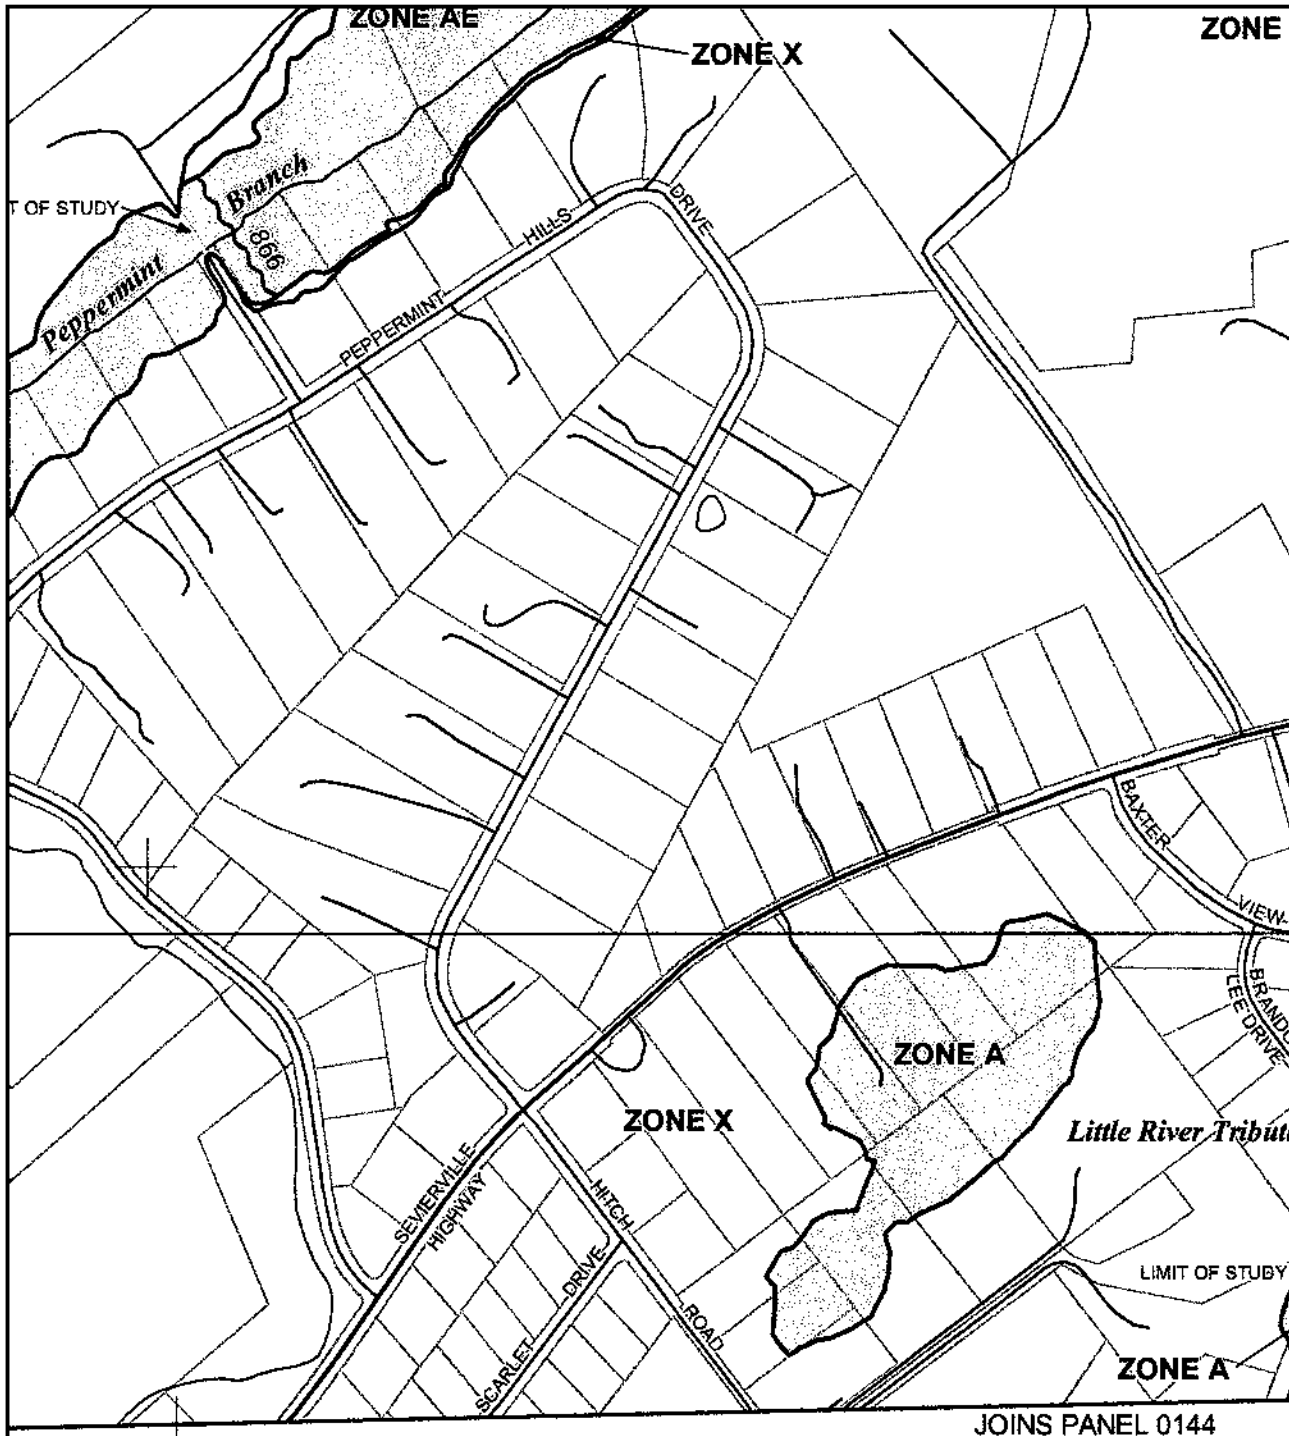 ZONE AE
ZONE
ZONE X
Branch
T OF STUDY
866
Peppermint
HILLS
DRIVE
PEPPERMINT
BAXTER
VIEW
BRANDO
LEE DRIVE
ZONE A
ZONE X
Little River Tributa
SEVIERVILLE
HIGHWAY
HITCH
ROAD
SCARLET
DRIVE
LIMIT OF STUDY
ZONE A
JOINS PANEL 0144